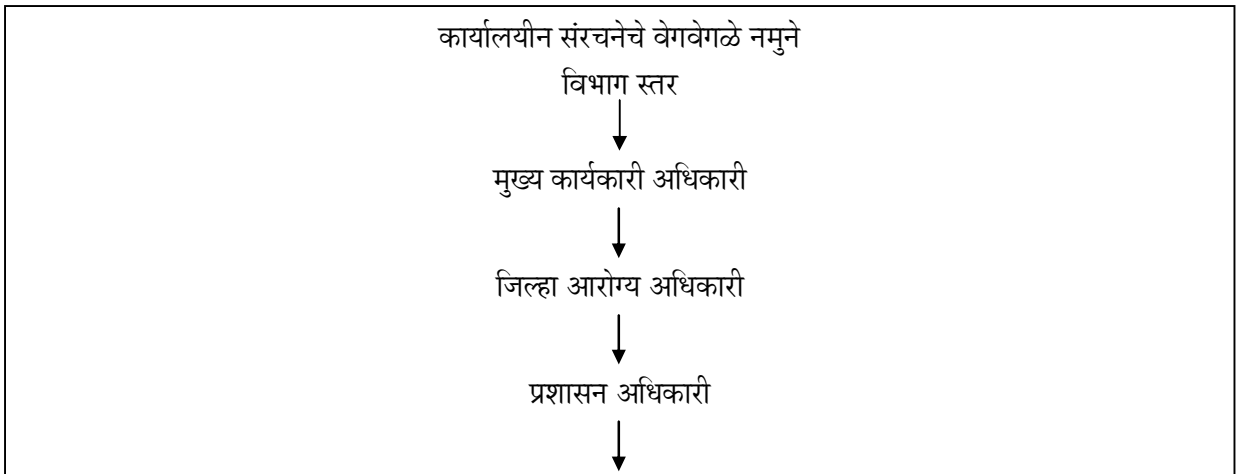 कार्यालयीन संरचनेचे वेगवेगळे नमुने
विभाग स्तर
मुख्य कार्यकारी अधिकारी
जिल्हा आरोग्य अधिकारी
प्रशासन अधिकारी